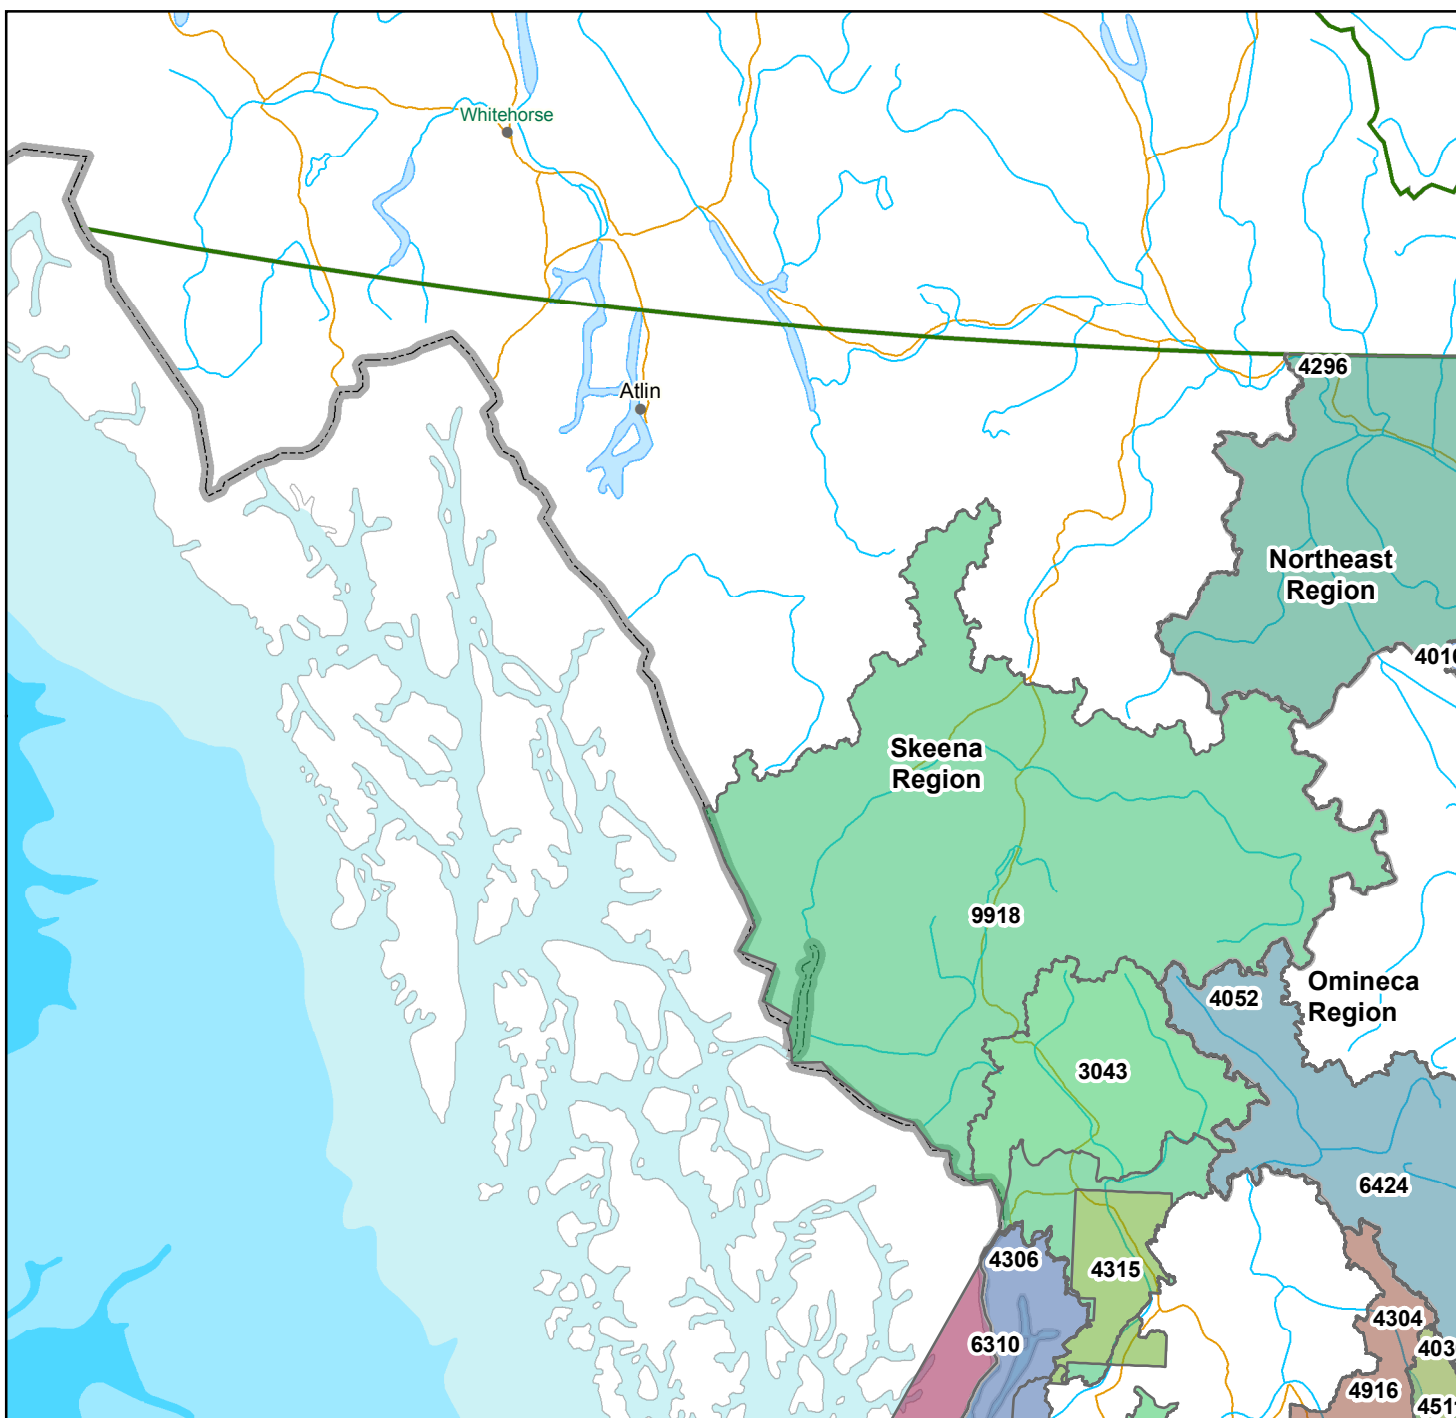 Whitehorse
4296
Atlin
Northeast
Region
Skeena
Region
9918
4052
Omineca
Region
3043
6424
4306
4315
6310
4304
4916